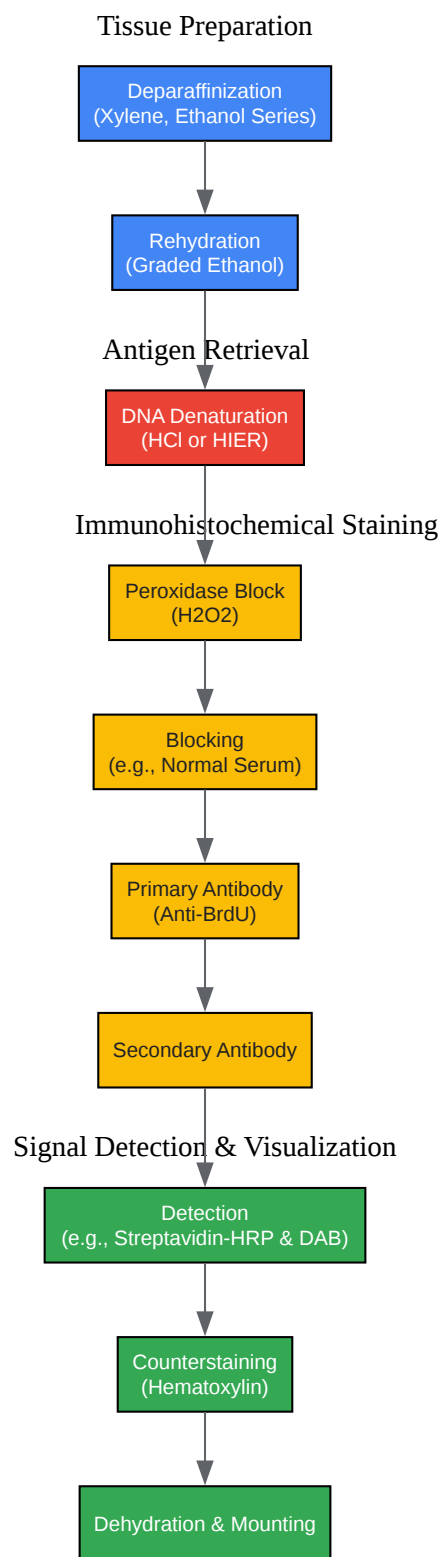 Tissue Preparation
Deparaffinization
(Xylene, Ethanol Series)
Rehydration
(Graded Ethanol)
Antigen Retrieval
DNA Denaturation
(HCl or HIER)
Immunohistochemical Staining
Peroxidase Block
(H2O2)
Blocking
(e.g., Normal Serum)
Primary Antibody
(Anti-BrdU)
Secondary Antibody
Signal Detection & Visualization
Detection
(e.g., Streptavidin-HRP & DAB)
Counterstaining
(Hematoxylin)
Dehydration & Mounting